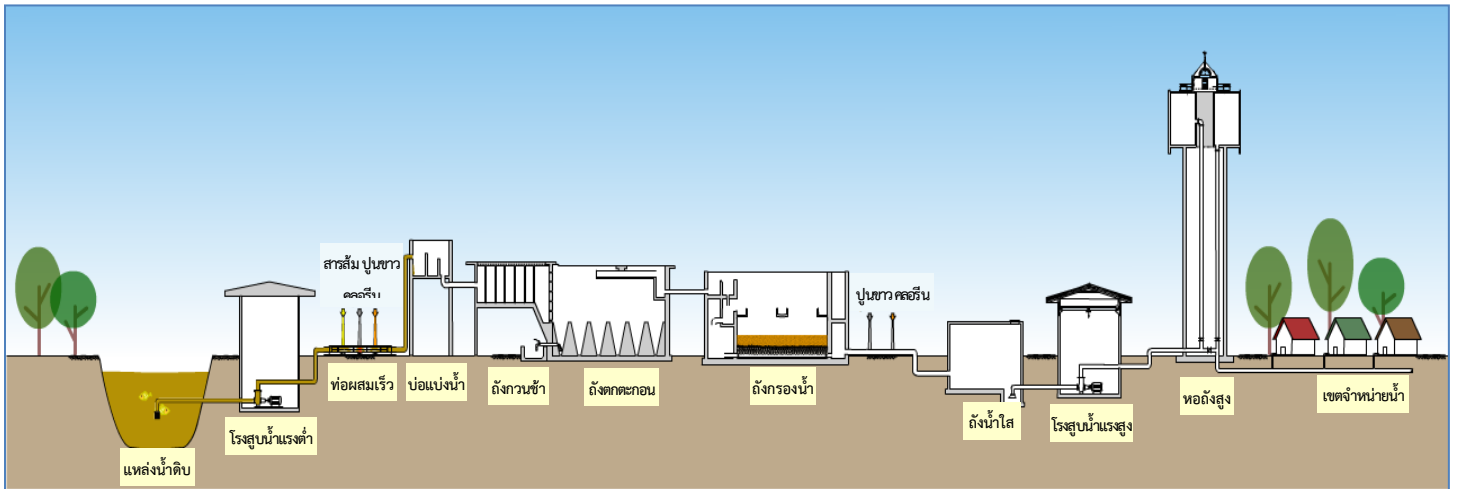 สารส้ม ปูนขาว
คลอรีน
ปูนขาว คลอรีน
แหล่งน้ำดิบ
โรงสูบน้ำแรงต่ำ
ท่อผสมเร็ว
บ่อแบ่งน้ำ
ถังกวนช้า
ถังตกตะกอน
ถังกรองน้ำ
ถังน้ำใส
โรงสูบน้ำแรงสูง
หอถังสูง
เขตจำหน่ายน้ำ